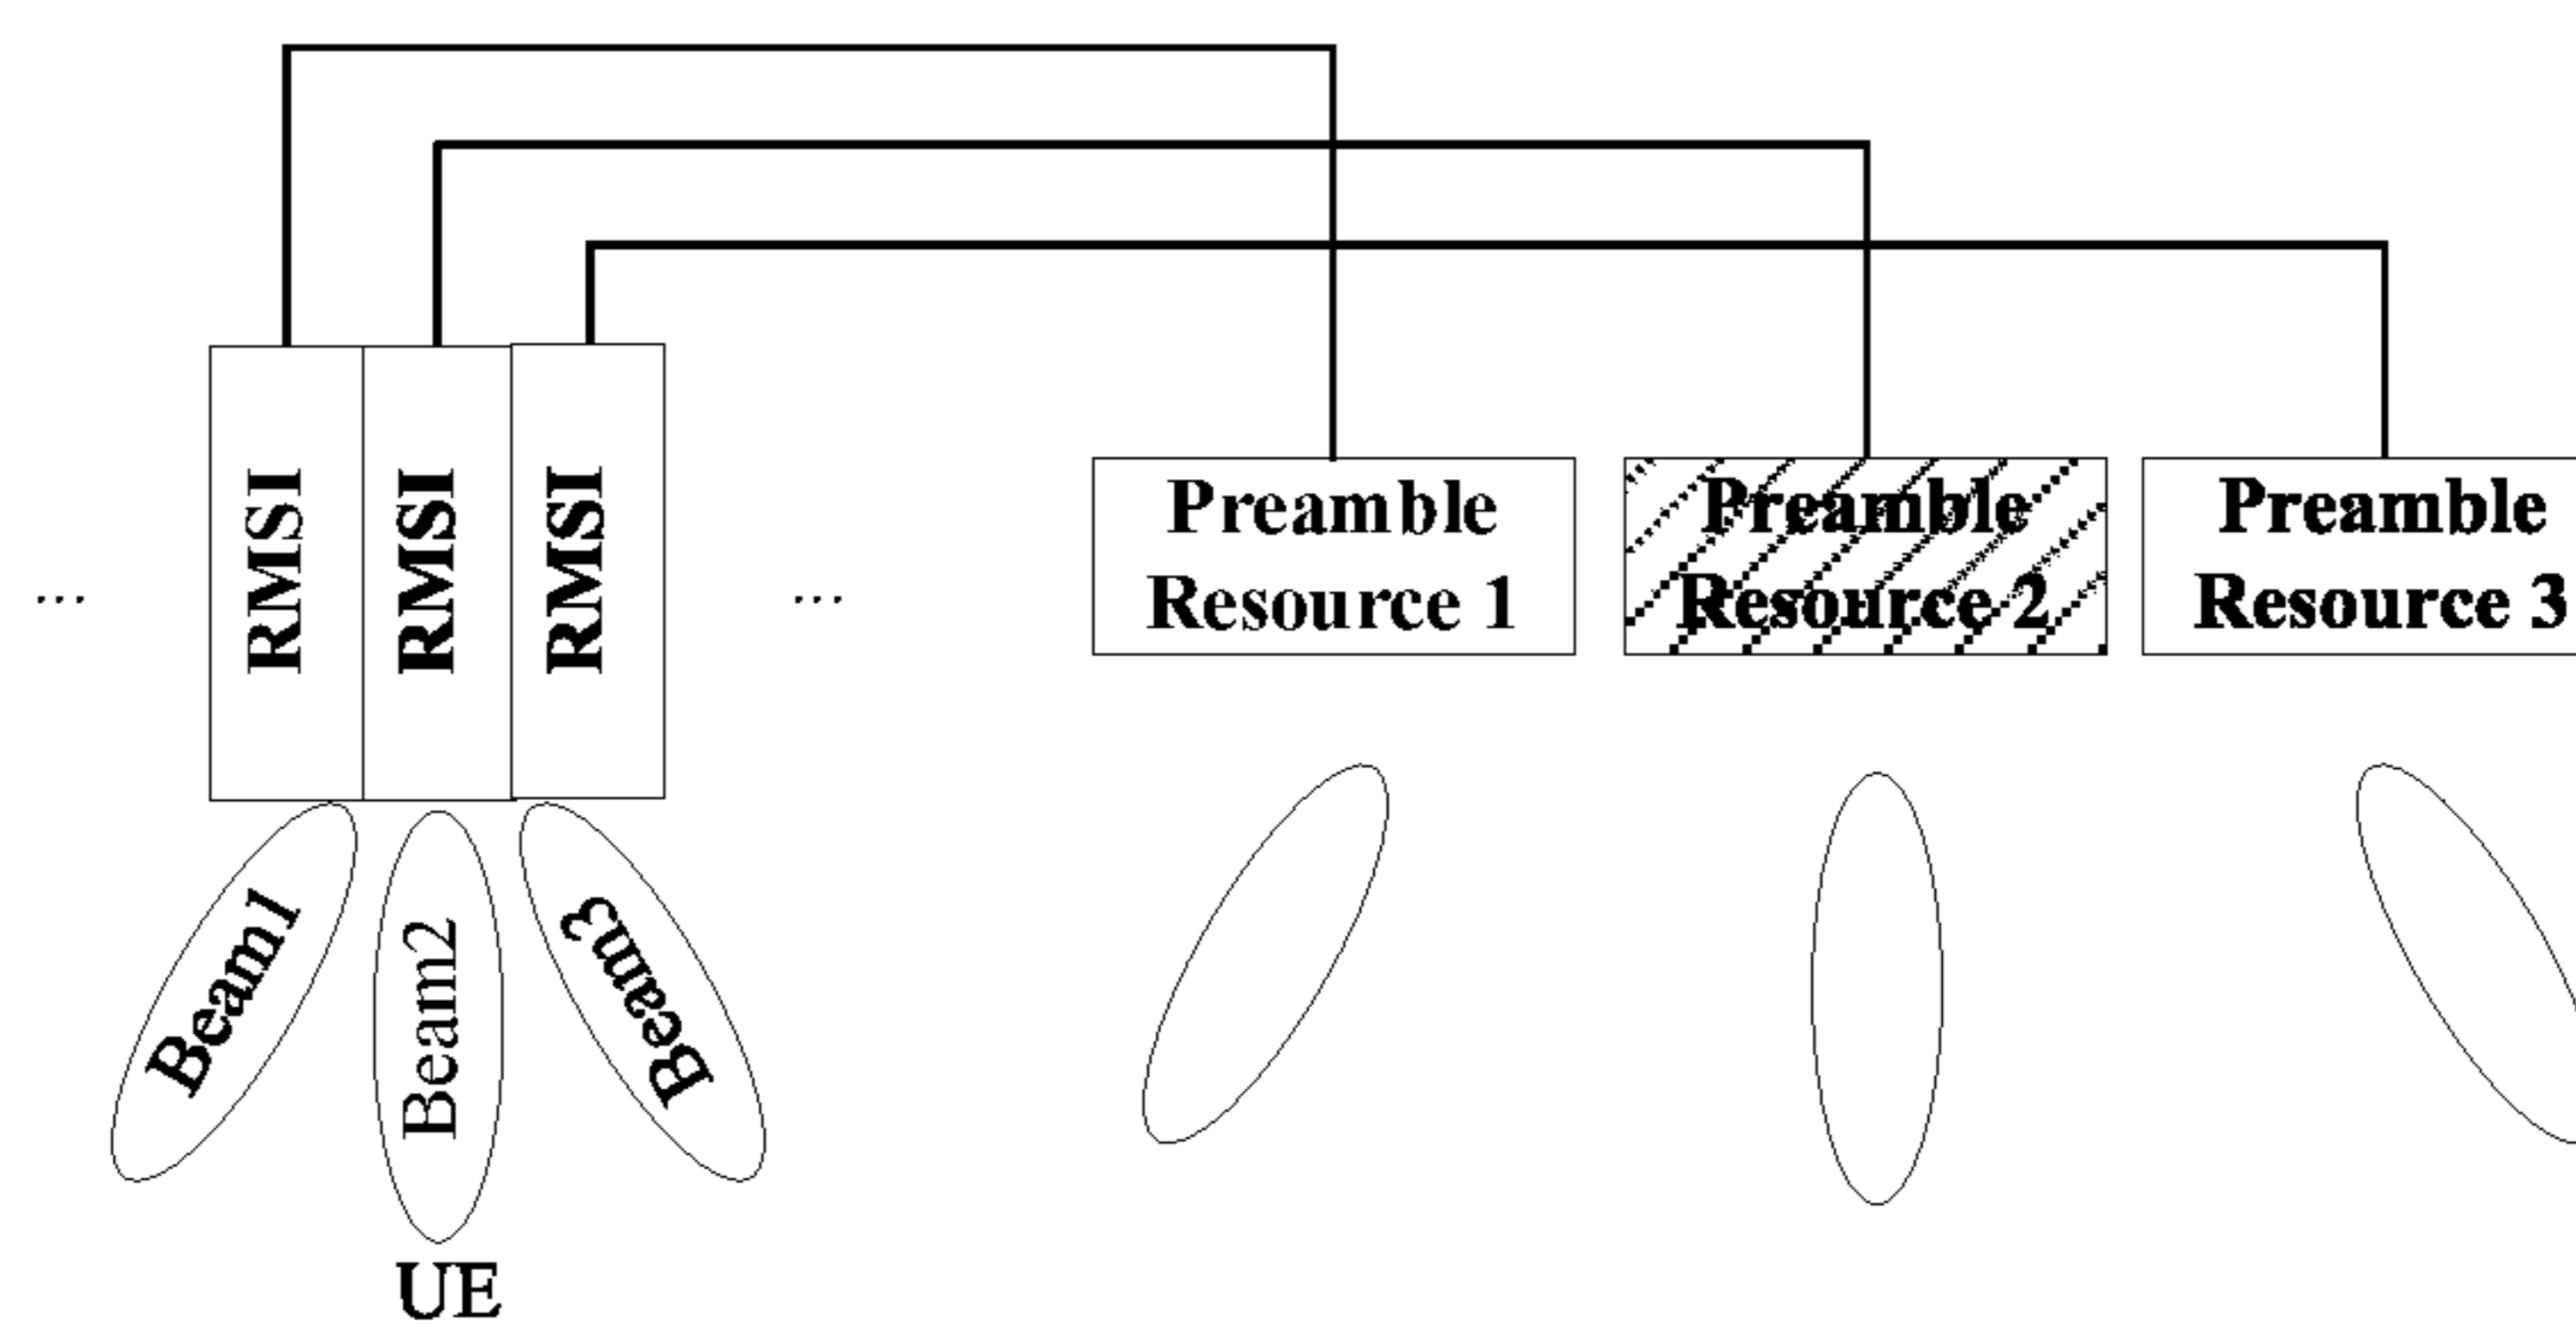 RMSI
RMSI
RMSI
...
...
Preamble
Resource 1
Preamble
Resource 2
Preamble
Resource 3
Beam1
Beam2
Beam3
UE